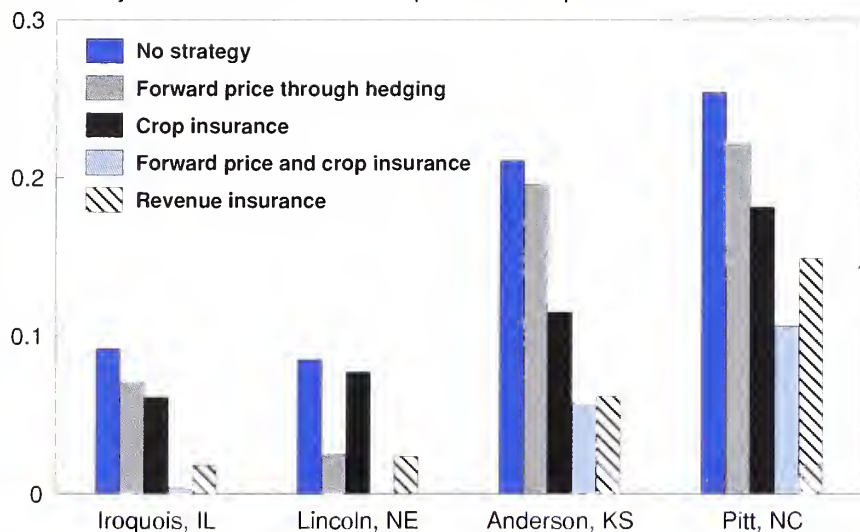 0.3
No strategy
Forward price through hedging
Crop insurance
Forward price and crop insurance
Revenue insurance
0.2
0.1
0
Iroquois, IL Lincoln, NE Anderson, KS Pitt, NC